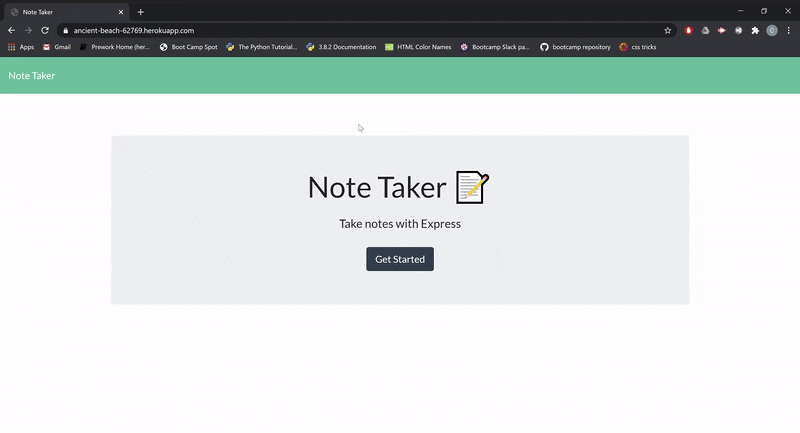 Note Taker
ancient-beach-62769.herokuapp.com
Apps Gmail Prework Home (her... Boot Camp Spot The Python Tutorial... 3.8.2 Documentation HTML Color Names Bootcamp Slack pa... bootcamp repository css tricks
Note Taker
Note Taker
Take notes with Express
Get Started